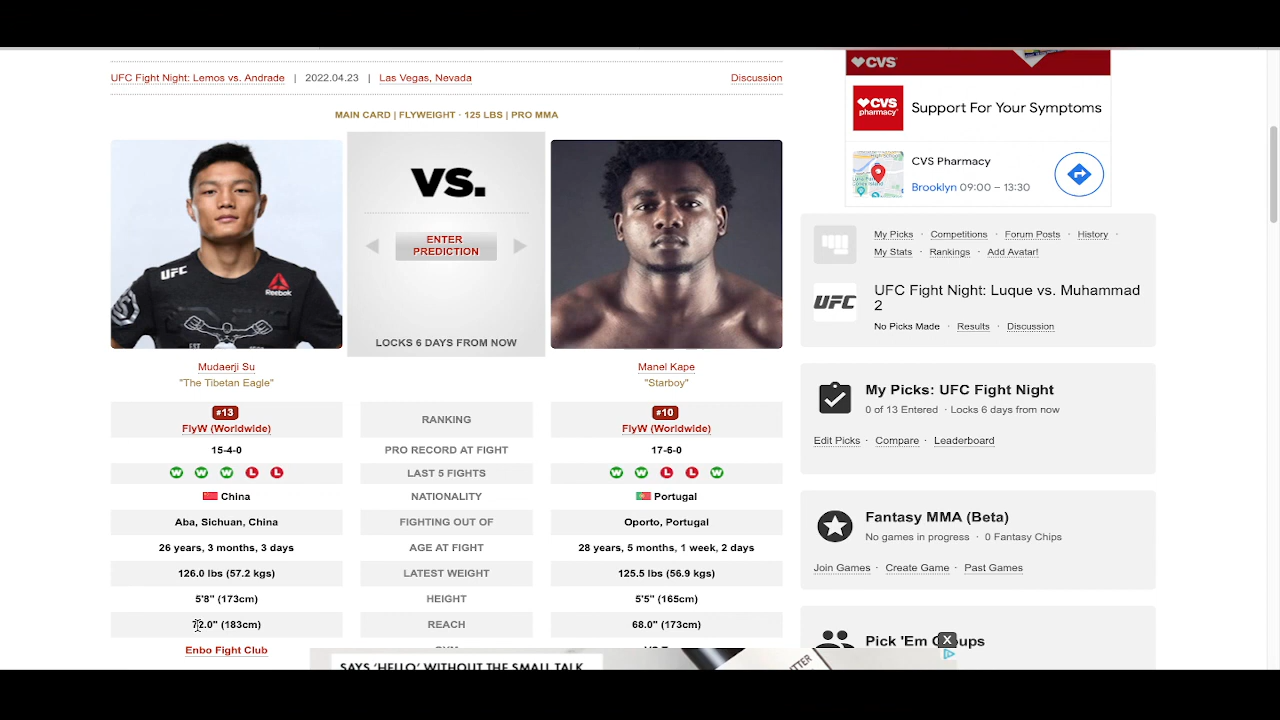 UFC Fight Night: Lemos vs. Andrade | 2022.04.23 | Las Vegas, Nevada Discussion
MAIN CARD | FLYWEIGHT · 125 LBS | PRO MMA
UFC
Reebok
VS.
ENTER
PREDICTION
LOCKS 6 DAYS FROM NOW
Mudaerji Su
"The Tibetan Eagle"
Manel Kape
"Starboy"
#13 RANKING #10
FlyW (Worldwide) FlyW (Worldwide)
15-4-0 PRO RECORD AT FIGHT 17-6-0
W W W L L LAST 5 FIGHTS W W L L W
China NATIONALITY Portugal
Aba, Sichuan, China FIGHTING OUT OF Oporto, Portugal
26 years, 3 months, 3 days AGE AT FIGHT 28 years, 5 months, 1 week, 2 days
126.0 lbs (57.2 kgs) LATEST WEIGHT 125.5 lbs (56.9 kgs)
5'8" (173cm) HEIGHT 5'5" (165cm)
72.0" (183cm) REACH 68.0" (173cm)
Enbo Fight Club
SAYS 'HELLO' WITHOUT THE SMALL TALK
CVS
CVS
pharmacy
Support For Your Symptoms
CVS Pharmacy
Brooklyn 09:00 – 13:30
My Picks · Competitions · Forum Posts · History ·
My Stats · Rankings · Add Avatar!
UFC
UFC Fight Night: Luque vs. Muhammad
2
No Picks Made · Results · Discussion
My Picks: UFC Fight Night
0 of 13 Entered · Locks 6 days from now
Edit Picks · Compare · Leaderboard
Fantasy MMA (Beta)
No games in progress · 0 Fantasy Chips
Join Games · Create Game · Past Games
Pick 'Em Groups
X